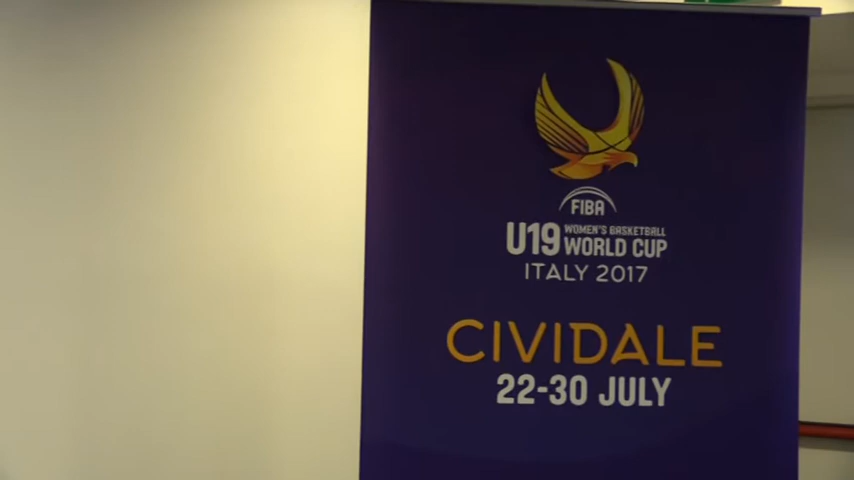 FIBA
U19 WOMEN'S BASKETBALL
WORLD CUP
ITALY 2017
CIVIDALE
22-30 JULY